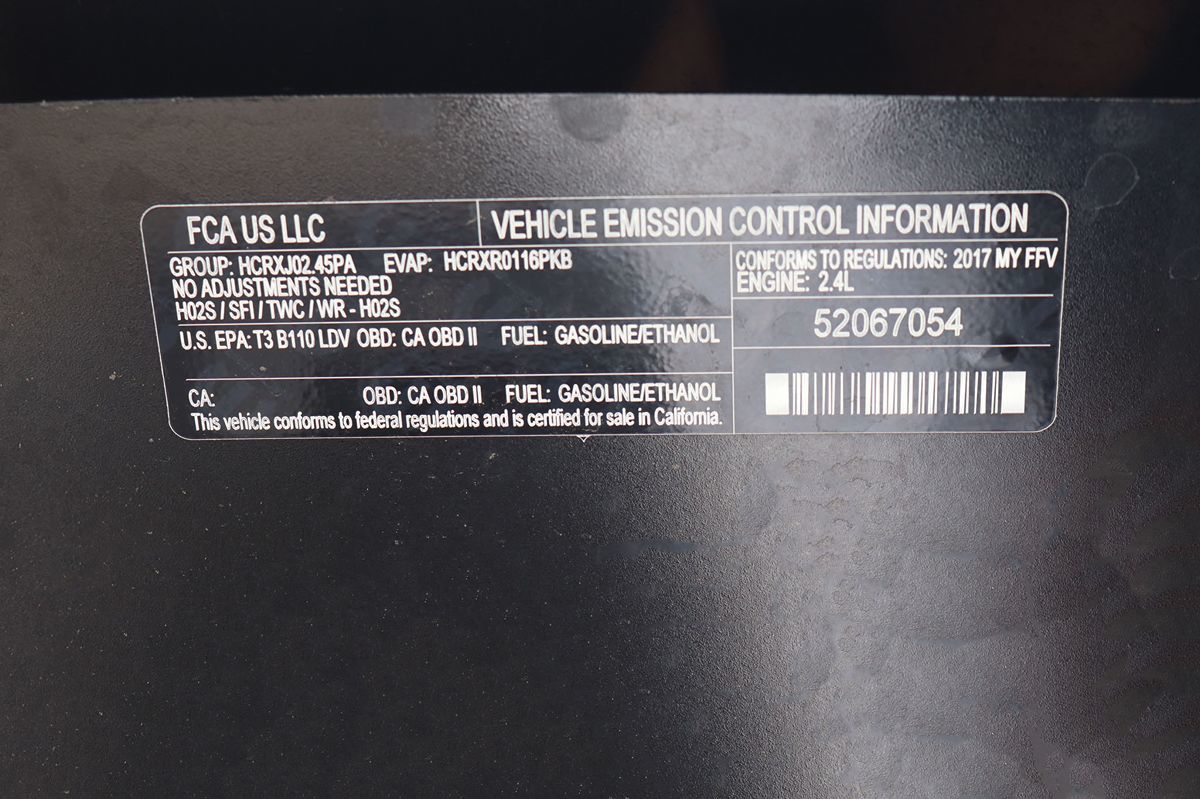 FCA US LLC
VEHICLE EMISSION CONTROL INFORMATION
GROUP: HCRXJ02.45PA EVAP: HCRXR0116PKB
NO ADJUSTMENTS NEEDED
H02S / SFI / TWC / WR - H02S
U.S. EPA: T3 B110 LDV OBD: CA OBD II FUEL: GASOLINE/ETHANOL
CA: OBD: CA OBD II FUEL: GASOLINE/ETHANOL
This vehicle conforms to federal regulations and is certified for sale in California.
CONFORMS TO REGULATIONS: 2017 MY FFV
ENGINE: 2.4L
52067054